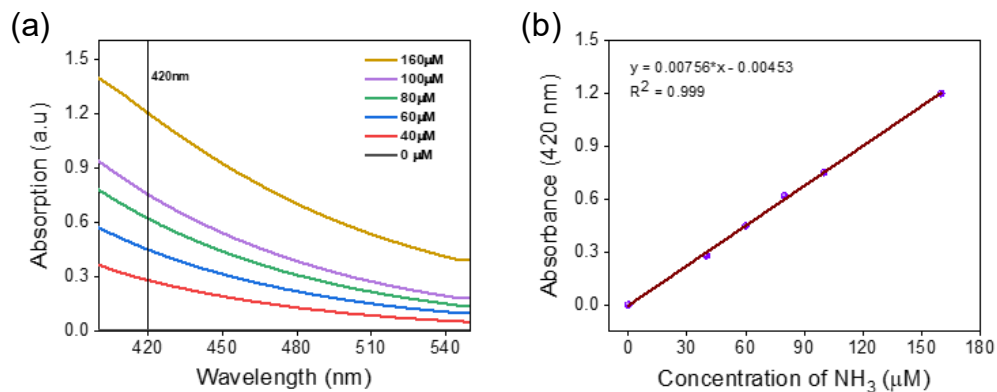 (a)
Absorption (a.u)
1.5
1.2
0.9
0.6
0.3
0.0
420nm
160μM
100μM
80μM
60μM
40μM
0 μM
420 450 480 510 540
Wavelength (nm)
(b)
Absorbance (420 nm)
1.5
1.2
0.9
0.6
0.3
0.0
y = 0.00756*x - 0.00453
R² = 0.999
0 30 60 90 120 150 180
Concentration of NH₃ (μM)